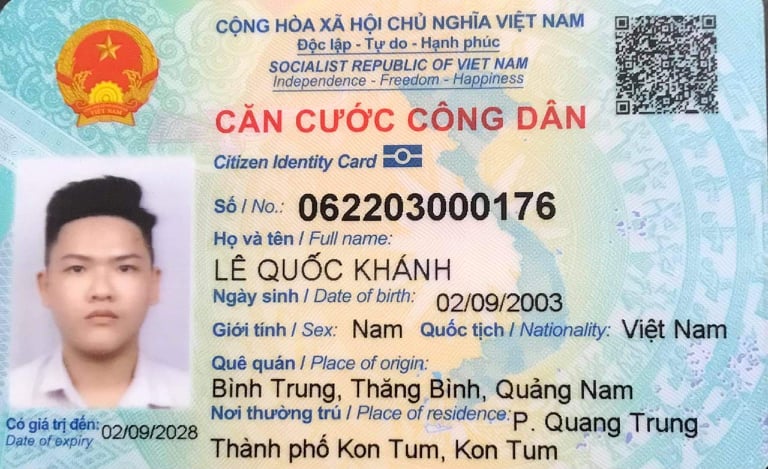 CỘNG HÒA XÃ HỘI CHỦ NGHĨA VIỆT NAM
Độc lập - Tự do - Hạnh phúc
SOCIALIST REPUBLIC OF VIET NAM
Independence - Freedom - Happiness
CĂN CƯỚC CÔNG DÂN
Citizen Identity Card
Số / No.: 062203000176
Họ và tên / Full name:
LÊ QUỐC KHÁNH
Ngày sinh / Date of birth: 02/09/2003
Giới tính / Sex: Nam Quốc tịch / Nationality: Việt Nam
Quê quán / Place of origin:
Bình Trung, Thăng Bình, Quảng Nam
Nơi thường trú / Place of residence: P. Quang Trung
Thành phố Kon Tum, Kon Tum
Có giá trị đến: 02/09/2028
Date of expiry
VIỆT NAM